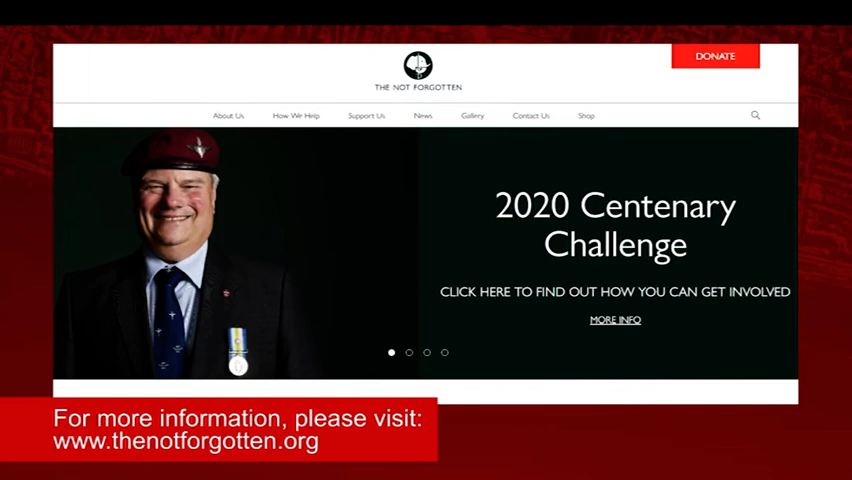 DONATE
THE NOT FORGOTTEN
About Us How We Help Support Us News Gallery Contact Us Shop
2020 Centenary
Challenge
CLICK HERE TO FIND OUT HOW YOU CAN GET INVOLVED
MORE INFO
For more information, please visit:
www.thenotforgotten.org